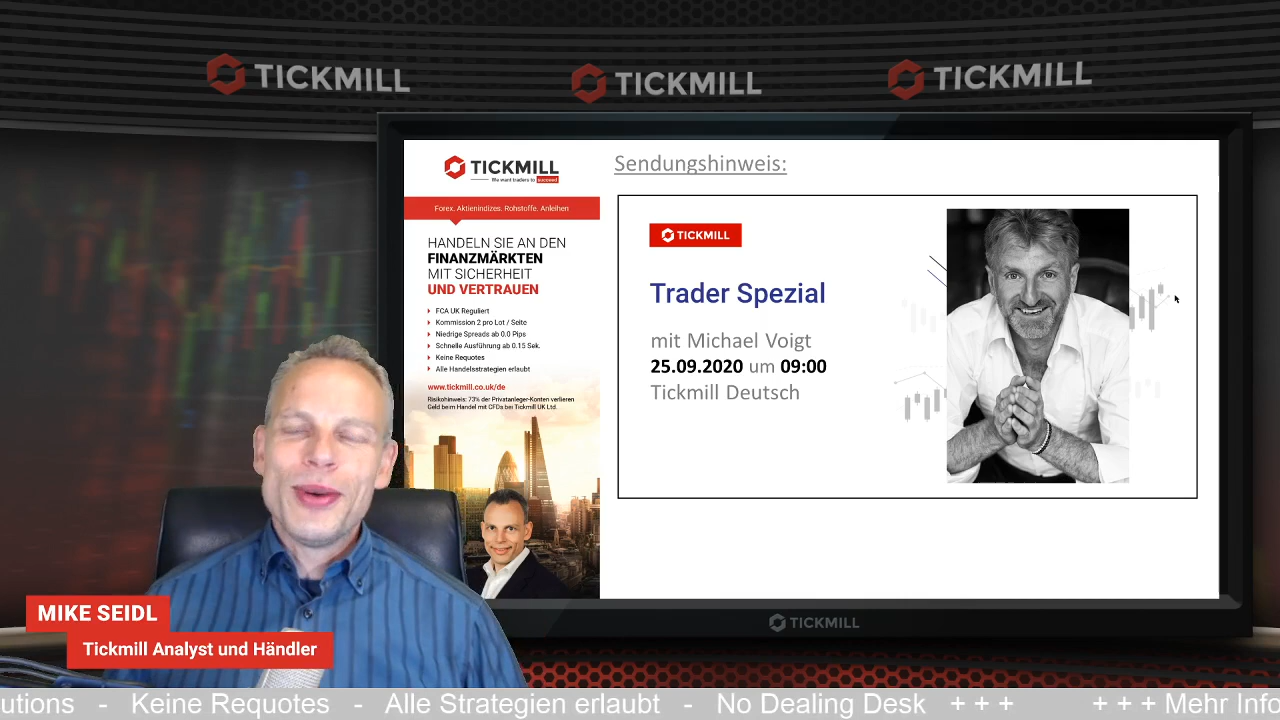 TICKMILL
TICKMILL
TICKMILL
TICKMILL
We want traders to succeed
Forex. Aktienindizes. Rohstoffe. Anleihen
HANDELN SIE AN DEN
FINANZMÄRKTEN
MIT SICHERHEIT
UND VERTRAUEN
FCA UK Reguliert
Kommission 2 pro Lot / Seite
Niedrige Spreads ab 0.0 Pips
Schnelle Ausführung ab 0.15 Sek.
Keine Requotes
Alle Handelsstrategien erlaubt
www.tickmill.co.uk/de
Risikohinweis: 73% der Privatanleger-Konten verlieren
Geld beim Handel mit CFDs bei Tickmill UK Ltd.
Sendungshinweis:
TICKMILL
Trader Spezial
mit Michael Voigt
25.09.2020 um 09:00
Tickmill Deutsch
TICKMILL
MIKE SEIDL
Tickmill Analyst und Händler
utions - Keine Requotes - Alle Strategien erlaubt - No Dealing Desk + + + + + + Mehr Info